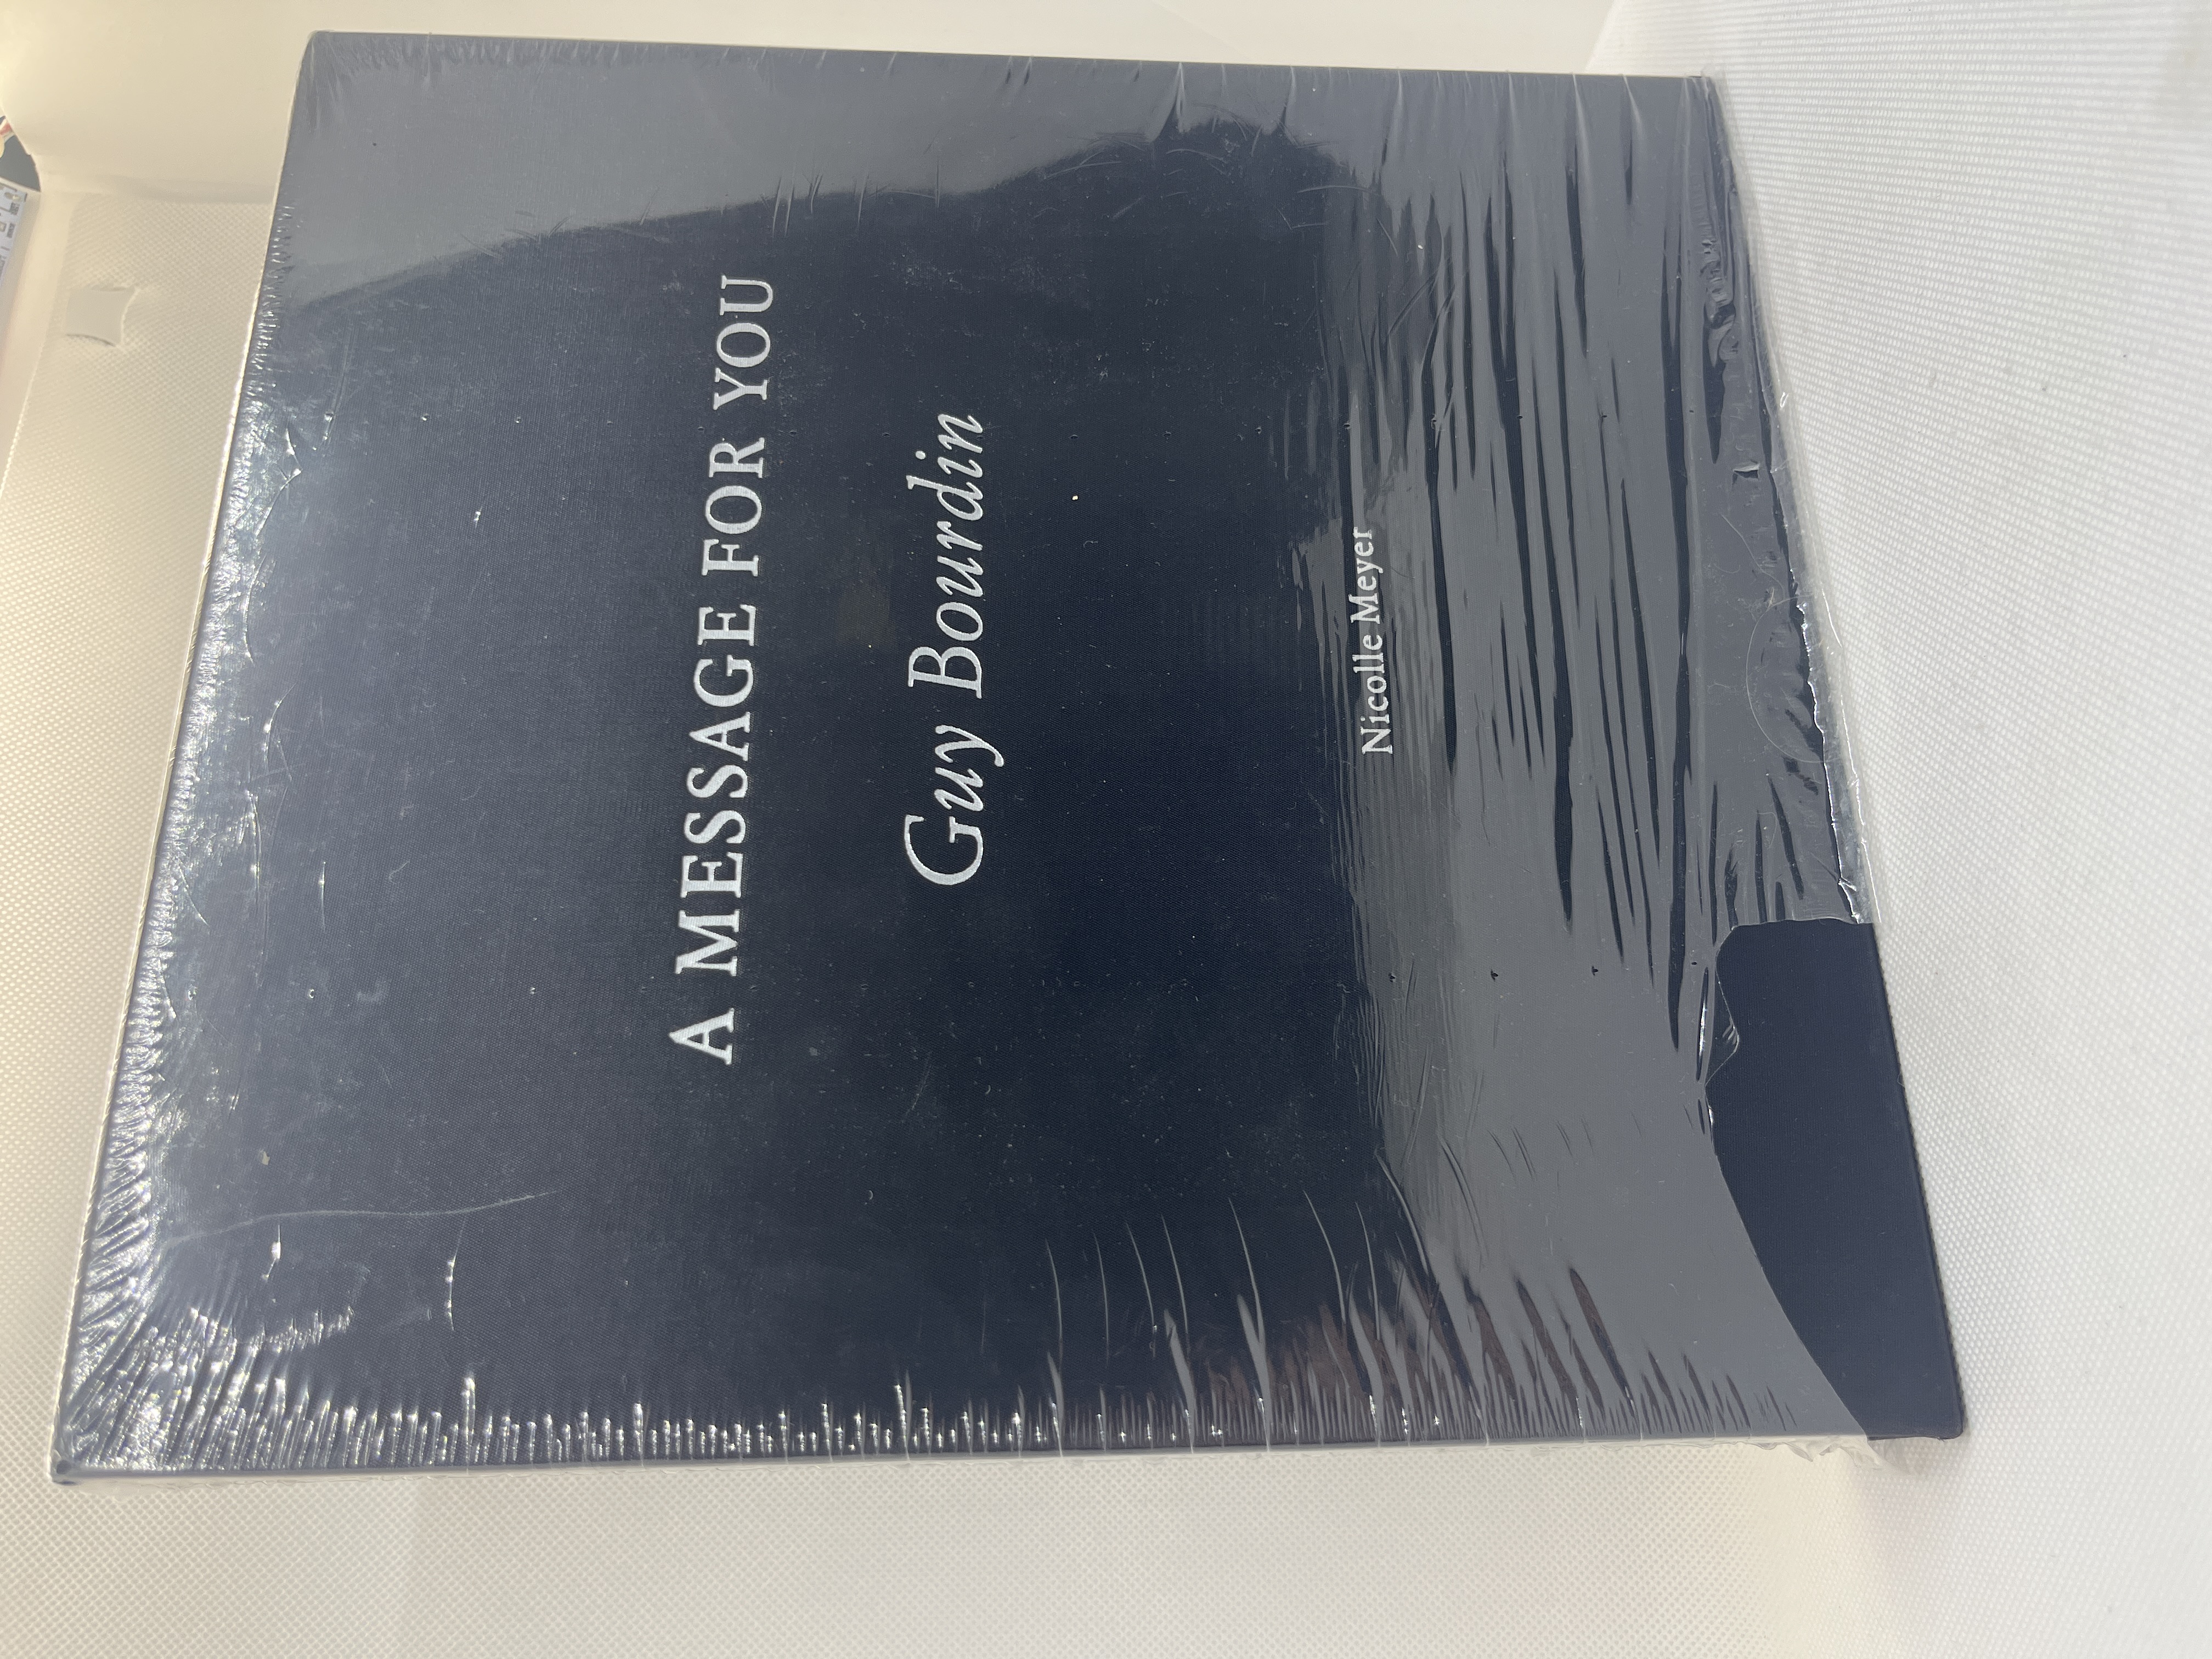 A MESSAGE FOR YOU
Guy Bourdin
Nicolle Meyer